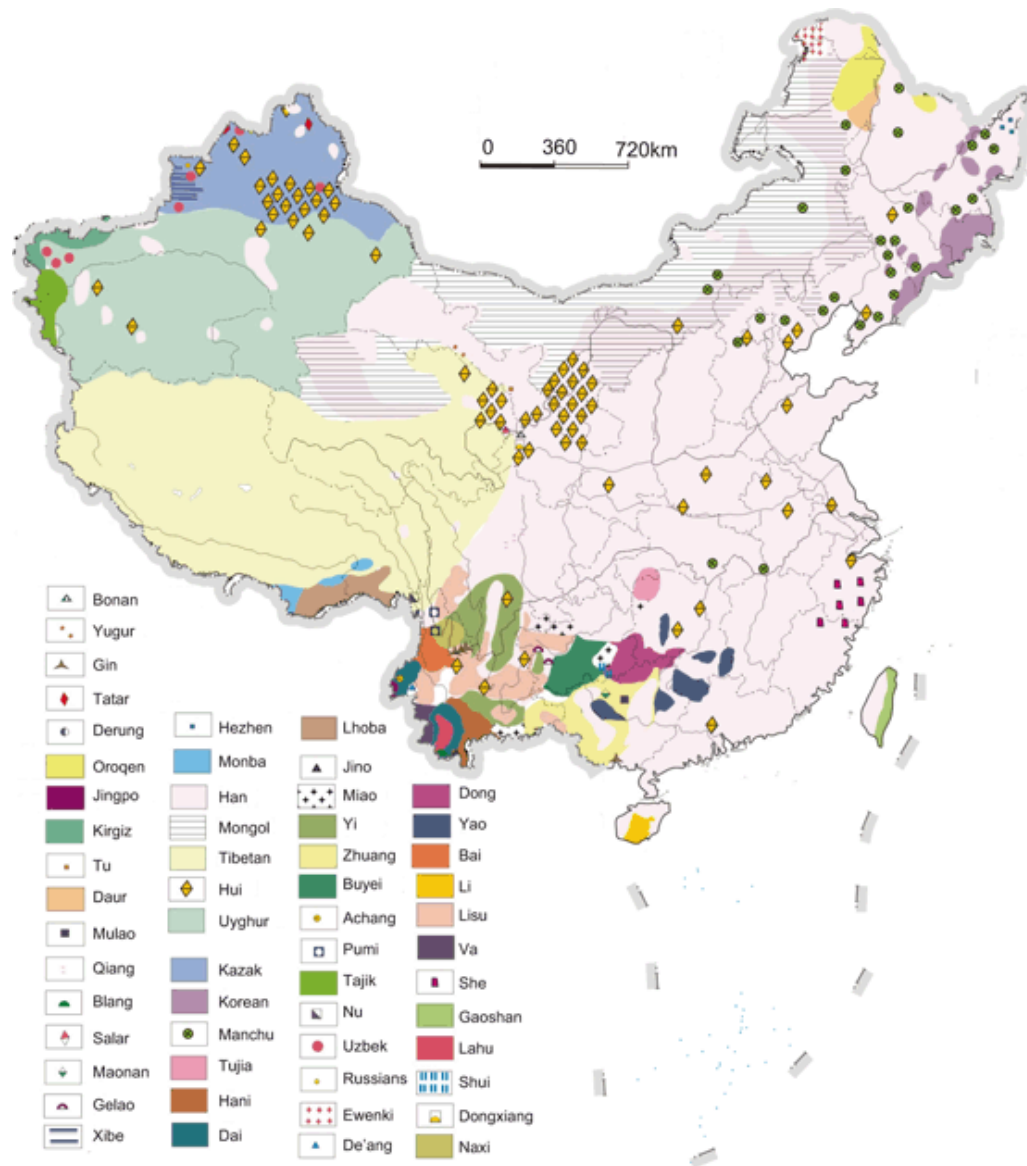 0 360 720km
Bonan
Yugur
Gin
Tatar
Derung
Oroqen
Jingpo
Kirgiz
Tu
Daur
Mulao
Qiang
Blang
Salar
Maonan
Gelao
Xibe
Hezhen
Monba
Han
Mongol
Tibetan
Hui
Uyghur
Kazak
Korean
Manchu
Tujia
Hani
Dai
Lhoba
Jino
Miao
Yi
Zhuang
Buyei
Achang
Pumi
Tajik
Nu
Uzbek
Russians
Ewenki
De'ang
Dong
Yao
Bai
Li
Lisu
Va
She
Gaoshan
Lahu
Shui
Dongxiang
Naxi